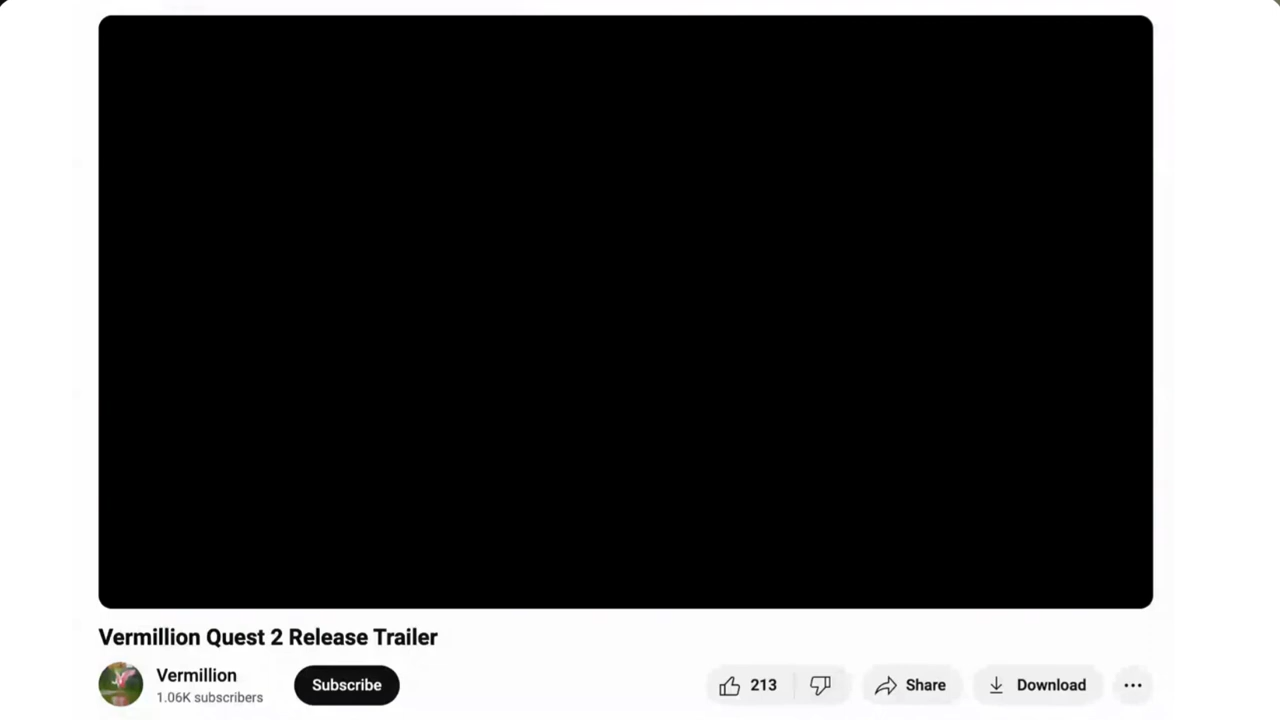 Vermillion Quest 2 Release Trailer
Vermillion
1.06K subscribers
Subscribe
213
Share
Download